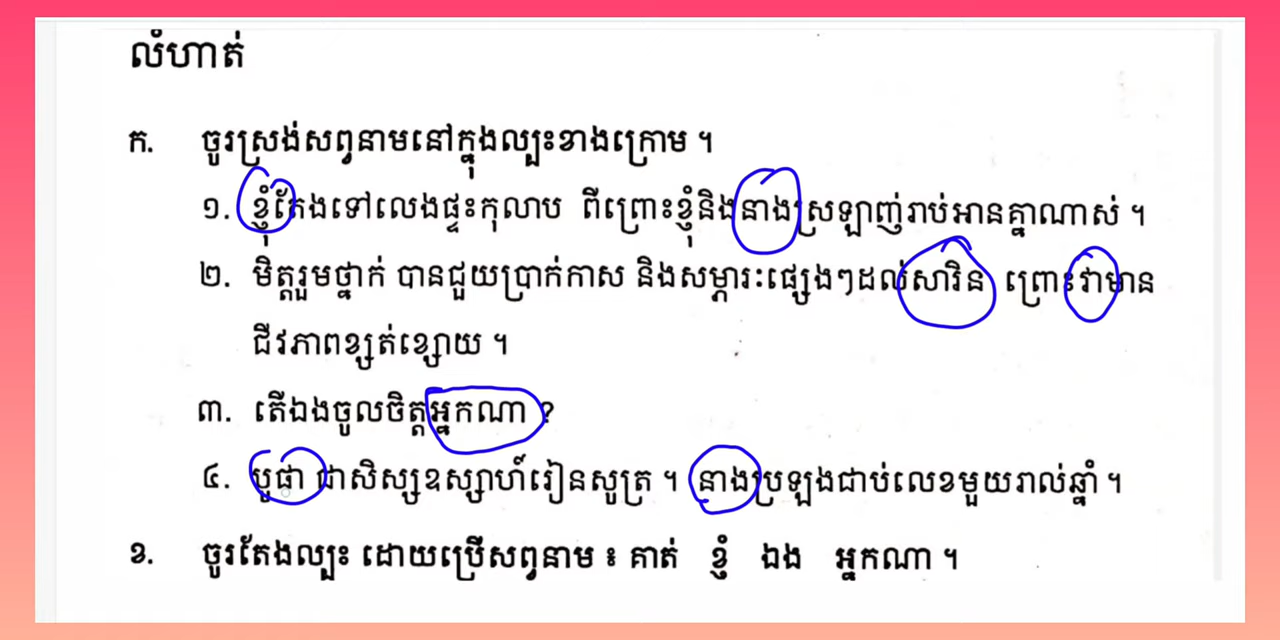 លំហាត់
ក. ចូរស្រង់សព្វនាមនៅក្នុងល្បះខាងក្រោម ។
១. ខ្ញុំតែងទៅលេងផ្ទះកុលាប ពីព្រោះខ្ញុំនិងនាងស្រឡាញ់រាប់អានគ្នាណាស់ ។
២. មិត្តរួមថ្នាក់ បានជួយប្រាក់កាស និងសម្ភារៈផ្សេងៗដល់សាវិន ព្រោះវាមាន
ជីវភាពខ្សត់ខ្សោយ ។
៣. តើឯងចូលចិត្តអ្នកណា ?
៤. បូផា ជាសិស្សឧស្សាហ៍រៀនសូត្រ ។ នាងប្រឡងជាប់លេខមួយរាល់ឆ្នាំ ។
ខ. ចូរតែងល្បះ ដោយប្រើសព្វនាម ៖ គាត់ ខ្ញុំ ឯង អ្នកណា ។